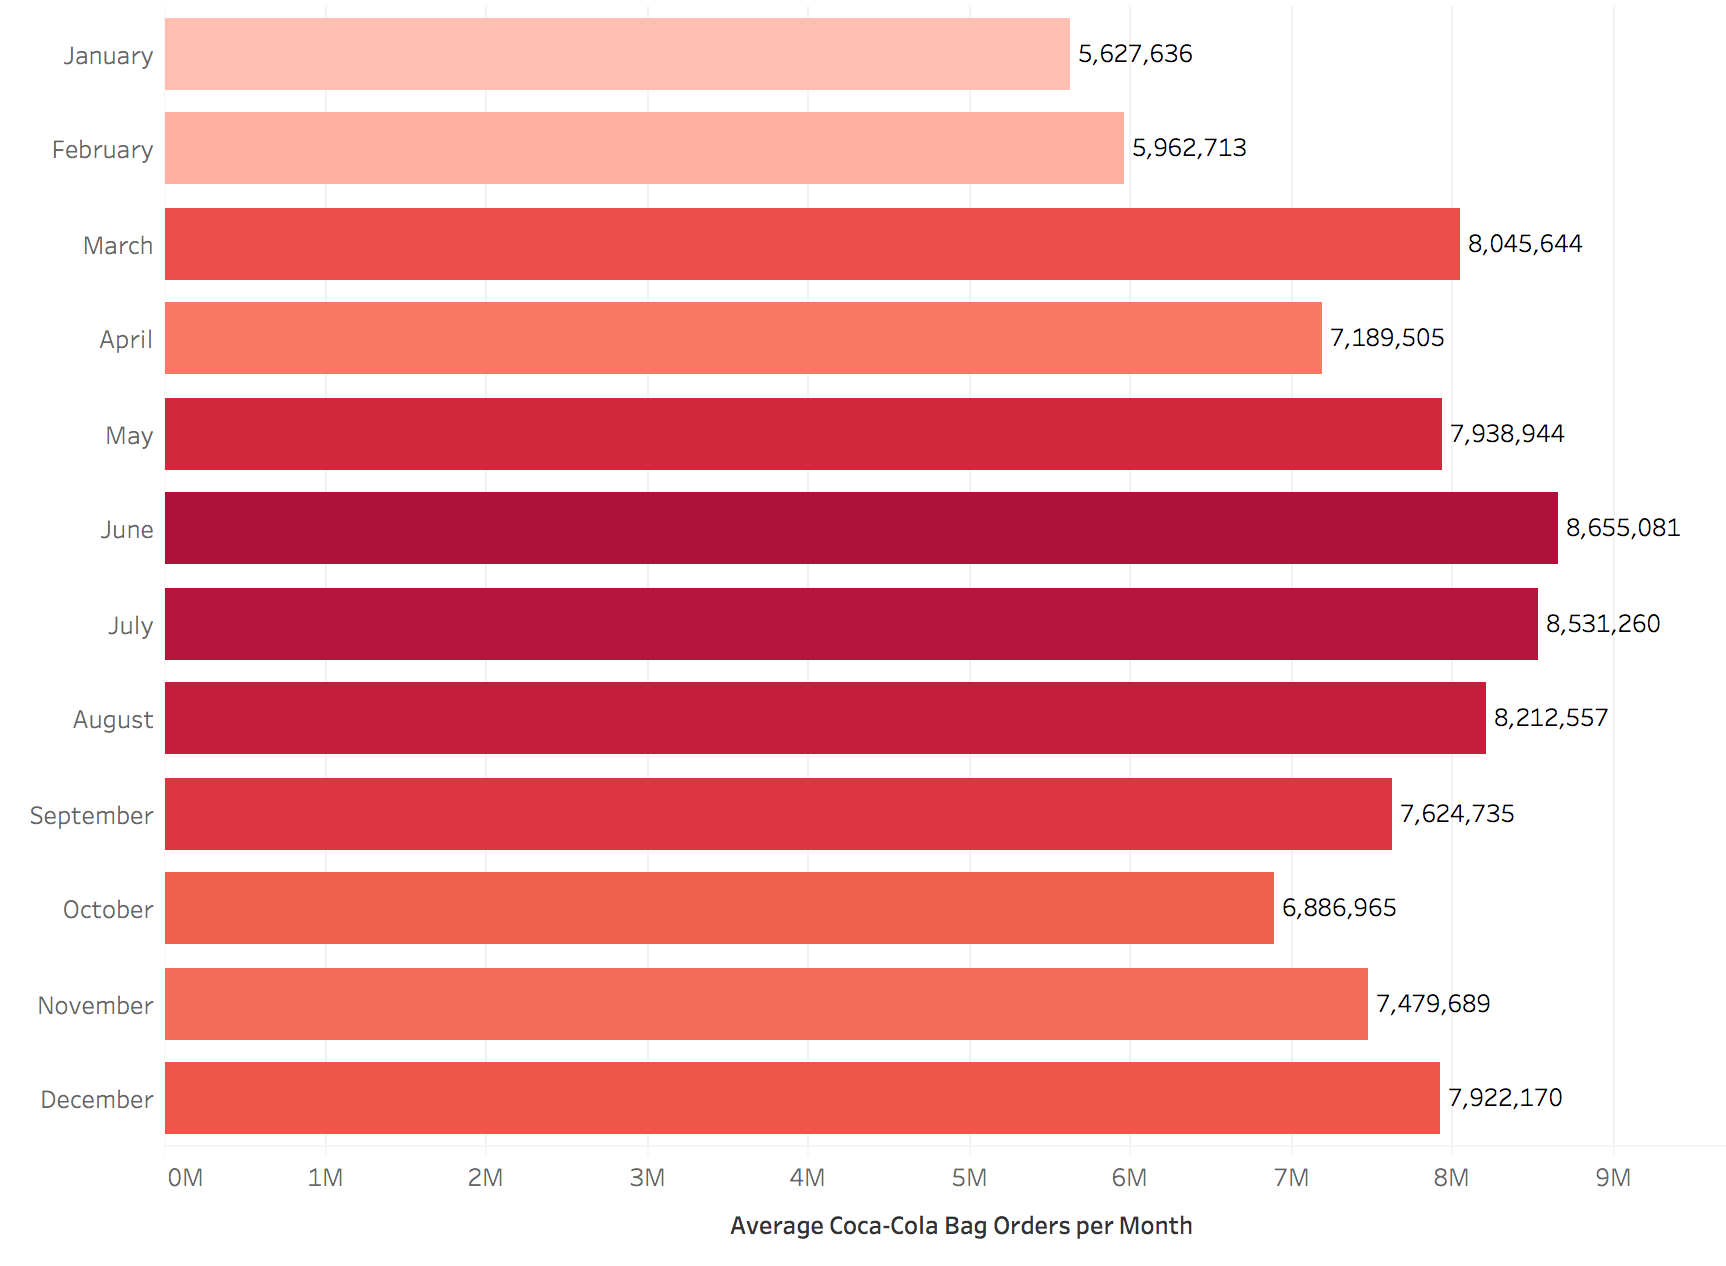 January 5,627,636
February 5,962,713
March 8,045,644
April 7,189,505
May 7,938,944
June 8,655,081
July 8,531,260
August 8,212,557
September 7,624,735
October 6,886,965
November 7,479,689
December 7,922,170
0M 1M 2M 3M 4M 5M 6M 7M 8M 9M
Average Coca-Cola Bag Orders per Month